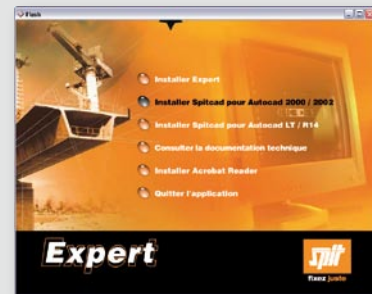 Flash
Installer Expert
Installer Spitcad pour Autocad 2000 / 2002
Installer Spitcad pour Autocad LT / R14
Consulter la documentation technique
Installer Acrobat Reader
Quitter l'application
Expert
SPIT
fixez juste